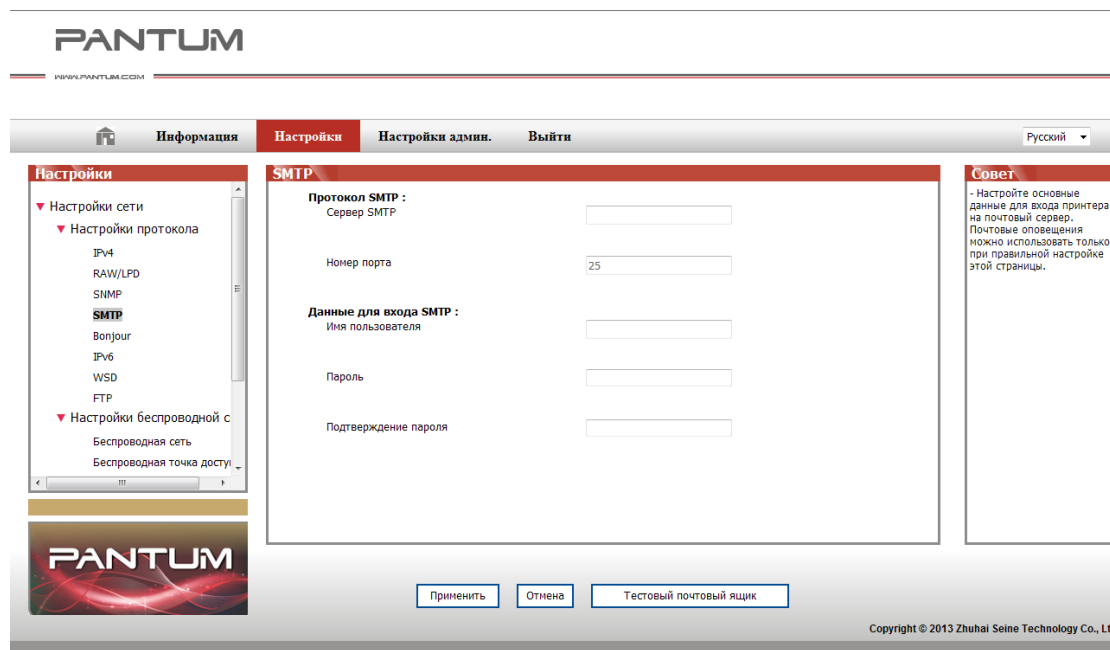 PANTUM
WWW.PANTUM.COM
Информация
Настройки
Настройки админ.
Выйти
Русский
Настройки
Настройки сети
Настройки протокола
IPv4
RAW/LPD
SNMP
SMTP
Bonjour
IPv6
WSD
FTP
Настройки беспроводной с
Беспроводная сеть
Беспроводная точка досту
PANTUM
SMTP
Протокол SMTP :
Сервер SMTP
Номер порта
25
Данные для входа SMTP :
Имя пользователя
Пароль
Подтверждение пароля
Совет
- Настройте основные
данные для входа принтера
на почтовый сервер.
Почтовые оповещения
можно использовать только
при правильной настройке
этой страницы.
Применить
Отмена
Тестовый почтовый ящик
Copyright © 2013 Zhuhai Seine Technology Co., Lt